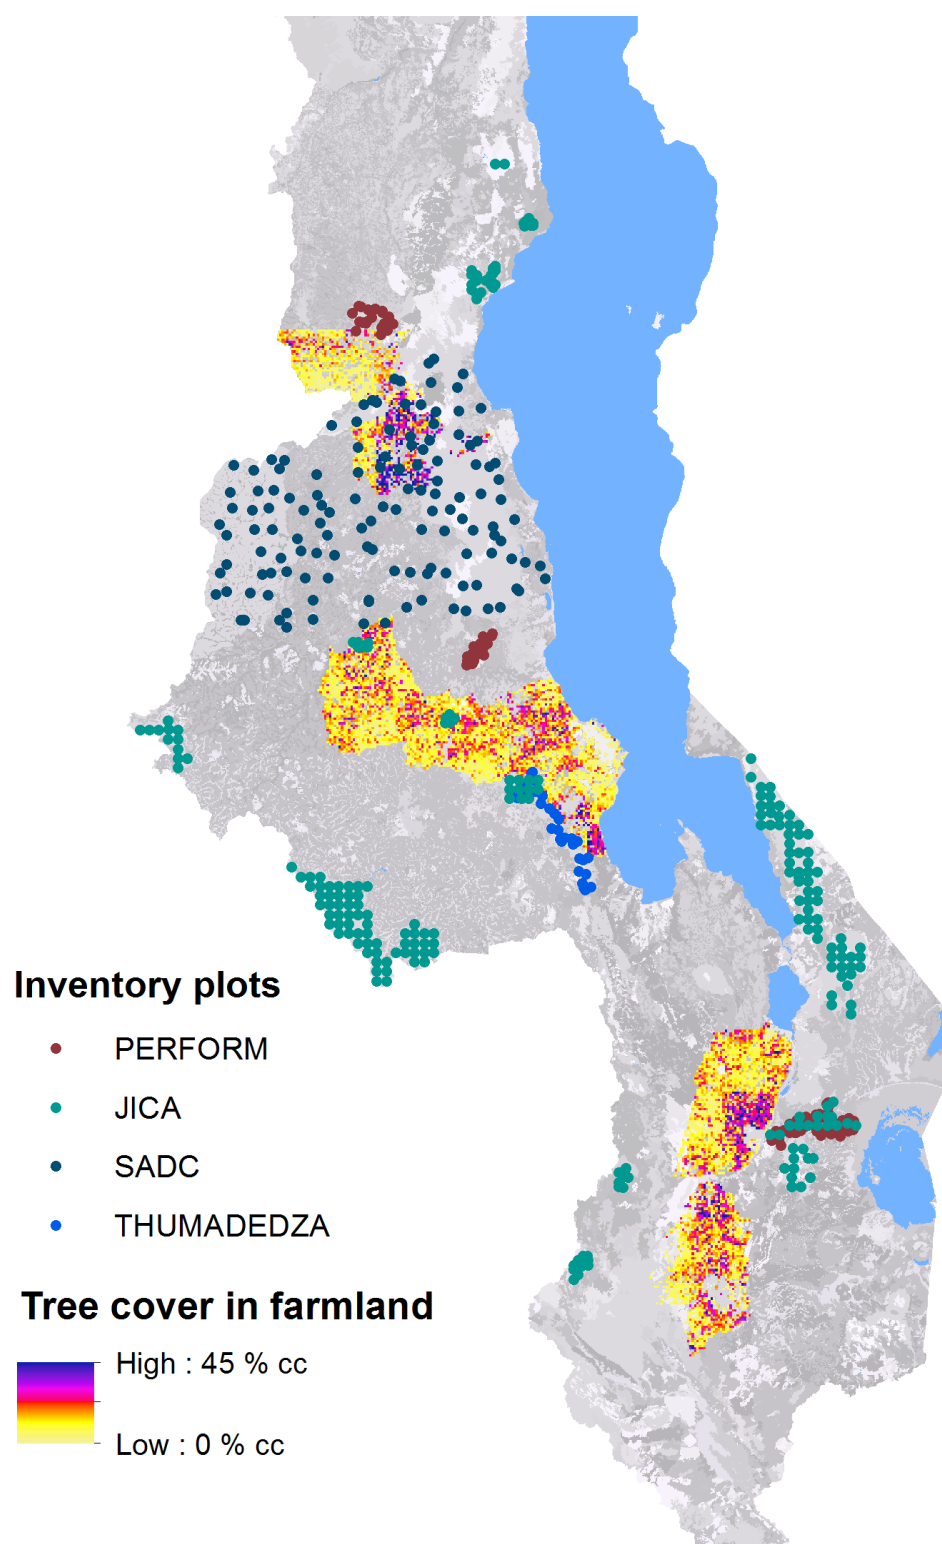 Inventory plots
PERFORM
JICA
SADC
THUMADEDZA
Tree cover in farmland
High : 45 % cc
Low : 0 % cc